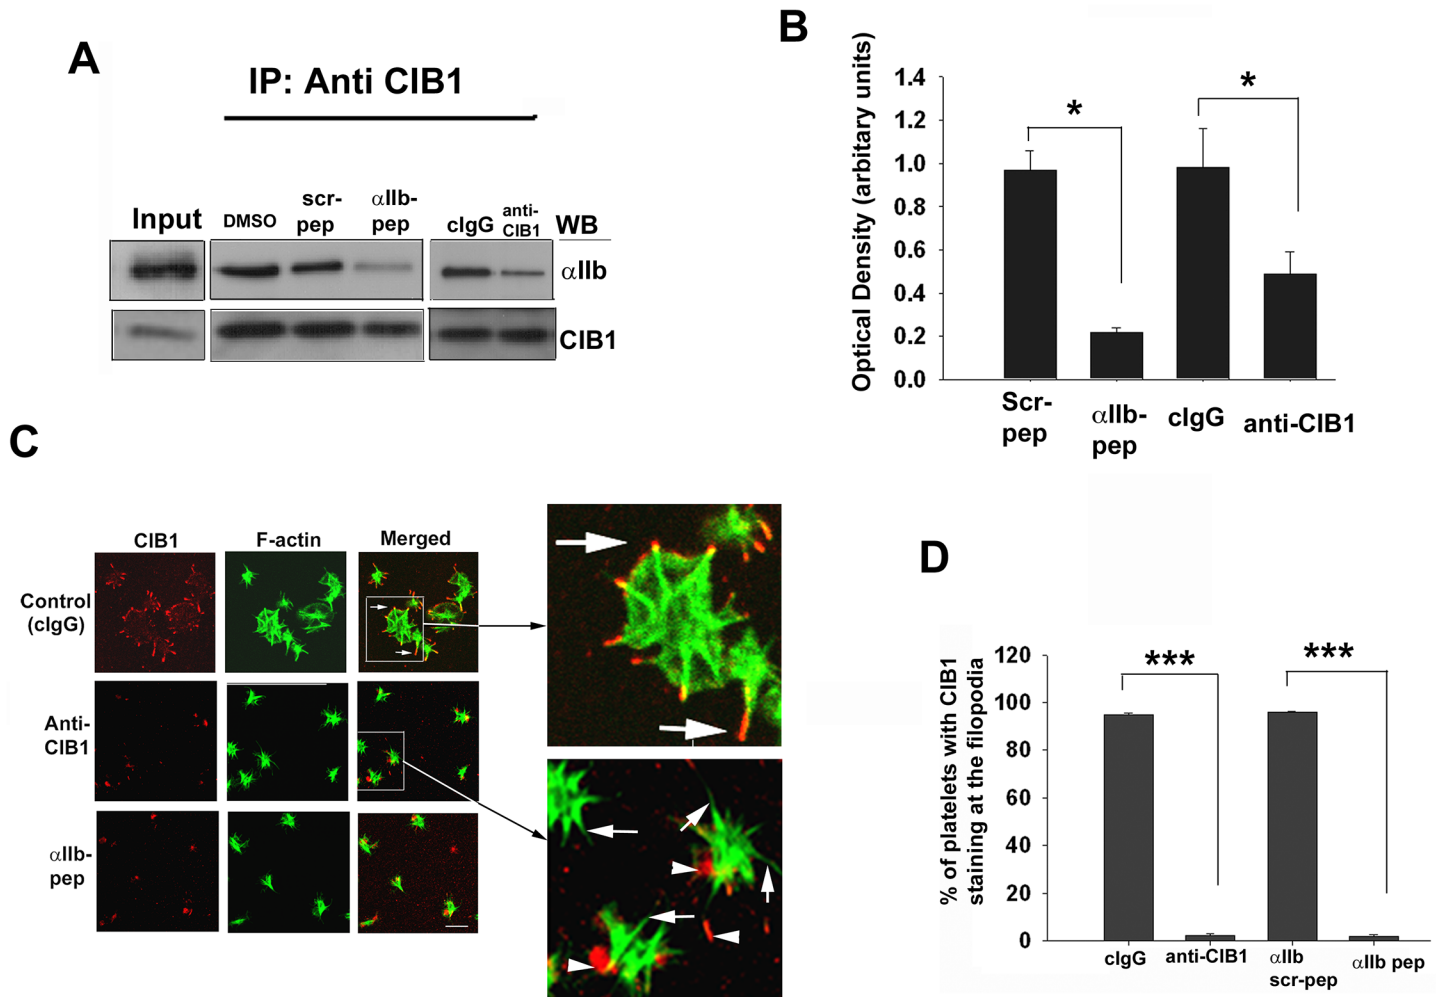 A
IP: Anti CIB1
Input
DMSO
scr-
pep
αIIb-
pep
cIgG
anti-
CIB1
WB
αIIb
CIB1
B
Optical Density (arbitary units)
1.4
1.2
1.0
0.8
0.6
0.4
0.2
0.0
*
*
Scr-
pep
αIIb-
pep
cIgG
anti-CIB1
C
CIB1
F-actin
Merged
Control
(cIgG)
Anti-
CIB1
αIIb-
pep
D
% of platelets with CIB1
staining at the filopodia
120
100
80
60
40
20
0
***
***
cIgG
anti-CIB1
αIIb
scr-pep
αIIb pep